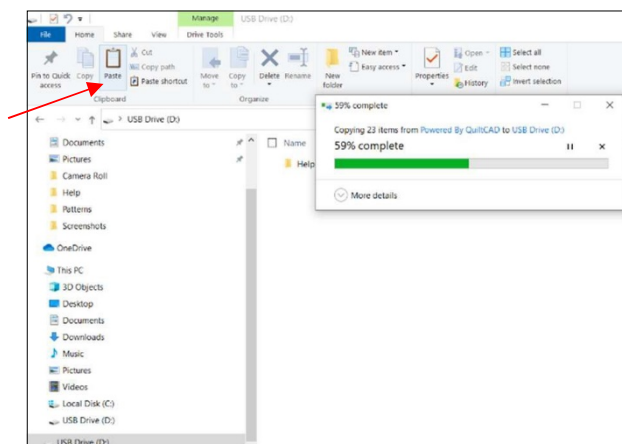 Manage USB Drive (D:)
File Home Share View Drive Tools
Pin to Quick access
Copy
Paste
Cut
Copy path
Paste shortcut
Move to
Copy to
Delete
Rename
New folder
New item
Easy access
Properties
Open
Edit
History
Select all
Select none
Invert selection
Clipboard
Organize
USB Drive (D:)
59% complete
Copying 23 items from Powered By QuiltCAD to USB Drive (D:)
59% complete
More details
Name
Help
Documents
Pictures
Camera Roll
Help
Patterns
Screenshots
OneDrive
This PC
3D Objects
Desktop
Documents
Downloads
Music
Pictures
Videos
Local Disk (C:)
USB Drive (D:)
USB Drive (D:)